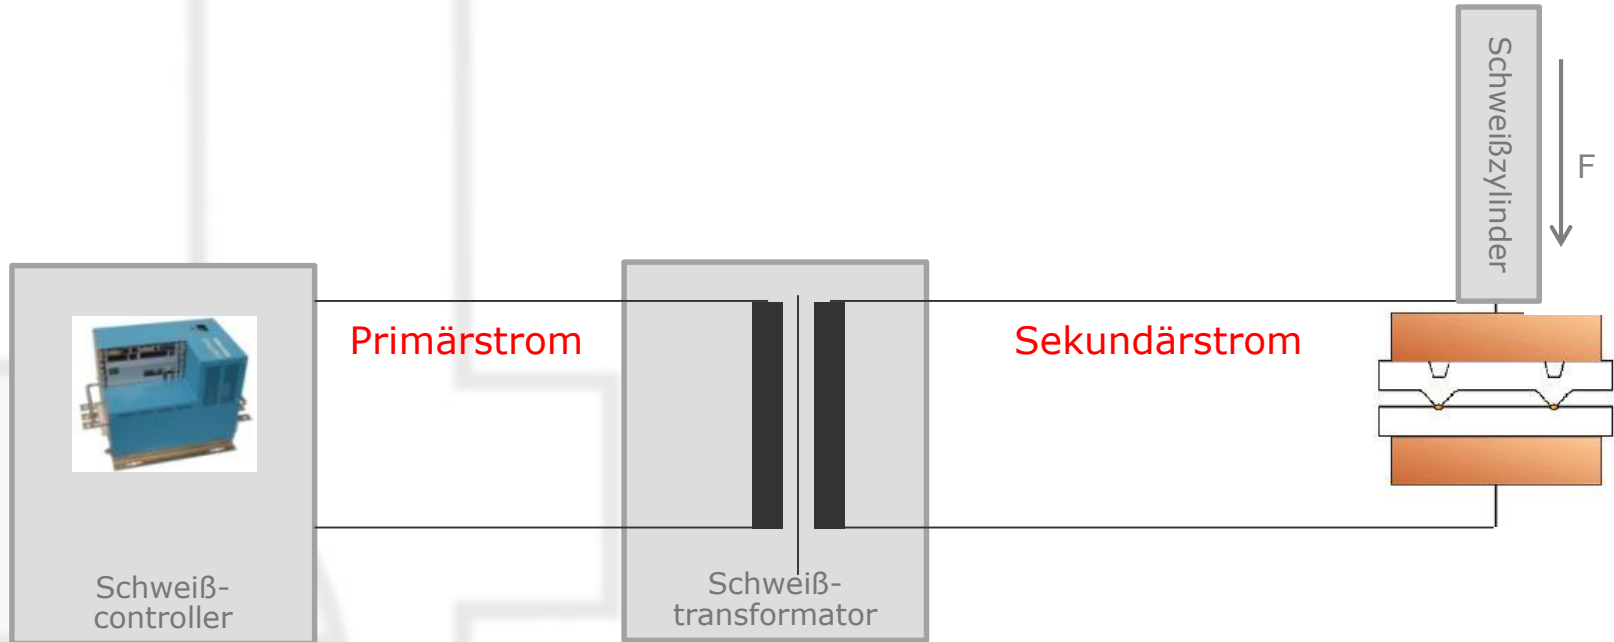 Schweißzylinder
F
Primärstrom
Sekundärstrom
Schweiß-
controller
Schweiß-
transformator